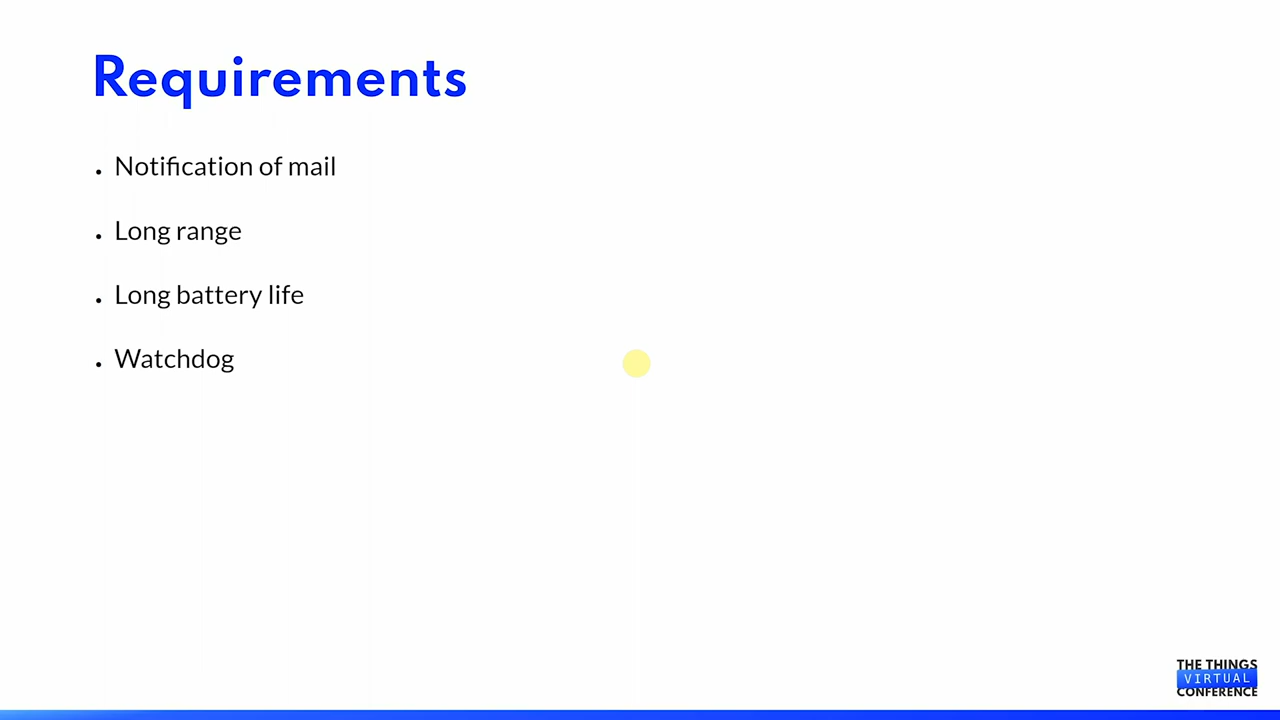 Requirements
Notification of mail
Long range
Long battery life
Watchdog
THE THINGS
VIRTUAL
CONFERENCE